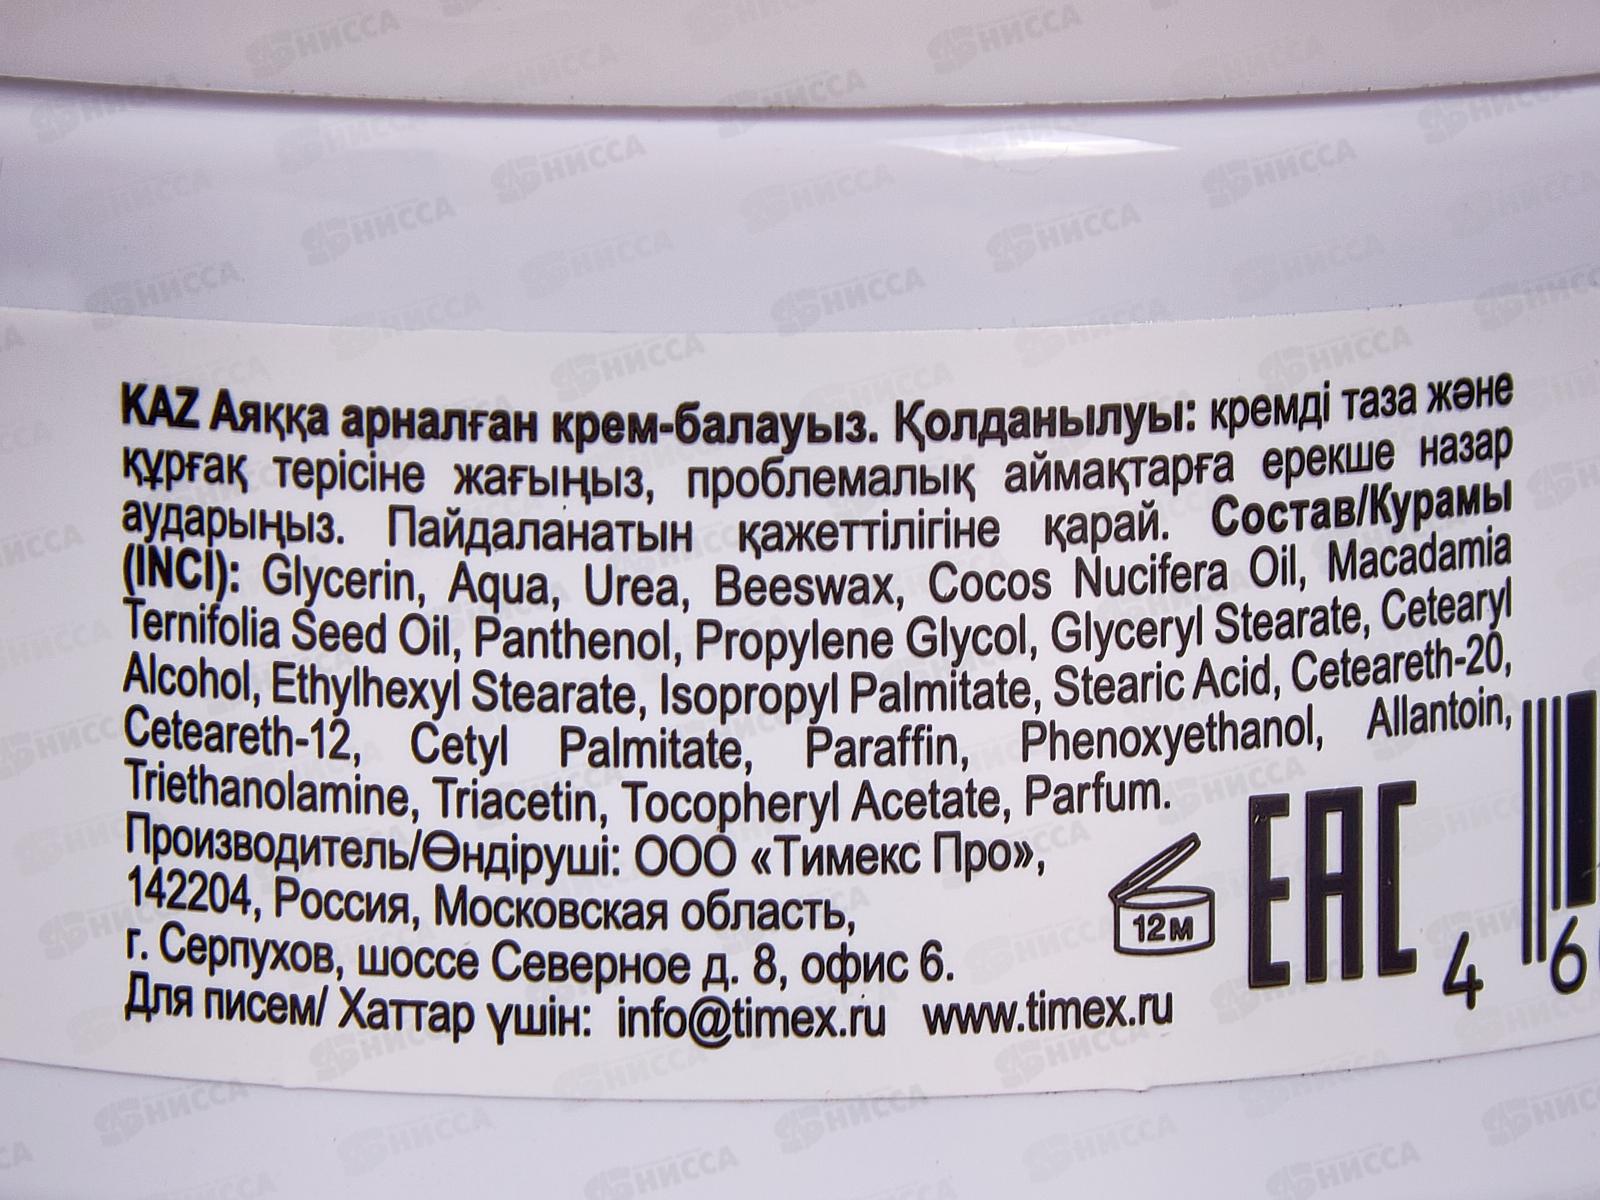 KAZ Аяққа арналған крем-балауыз. Қолданылуы: кремді таза және
құрғақ терісіне жағыңыз, проблемалық аймақтарға ерекше назар
аударыңыз. Пайдаланатын қажеттілігіне қарай. Состав/Курамы
(INCI): Glycerin, Aqua, Urea, Beeswax, Cocos Nucifera Oil, Macadamia
Ternifolia Seed Oil, Panthenol, Propylene Glycol, Glyceryl Stearate, Cetearyl
Alcohol, Ethylhexyl Stearate, Isopropyl Palmitate, Stearic Acid, Ceteareth-20,
Ceteareth-12, Cetyl Palmitate, Paraffin, Phenoxyethanol, Allantoin,
Triethanolamine, Triacetin, Tocopheryl Acetate, Parfum.
Производитель/Өндіруші: ООО «Тимекс Про»,
142204, Россия, Московская область,
г. Серпухов, шоссе Северное д. 8, офис 6.
Для писем/ Хаттар үшін: info@timex.ru www.timex.ru
12 M
EAC
4 6
НИССА